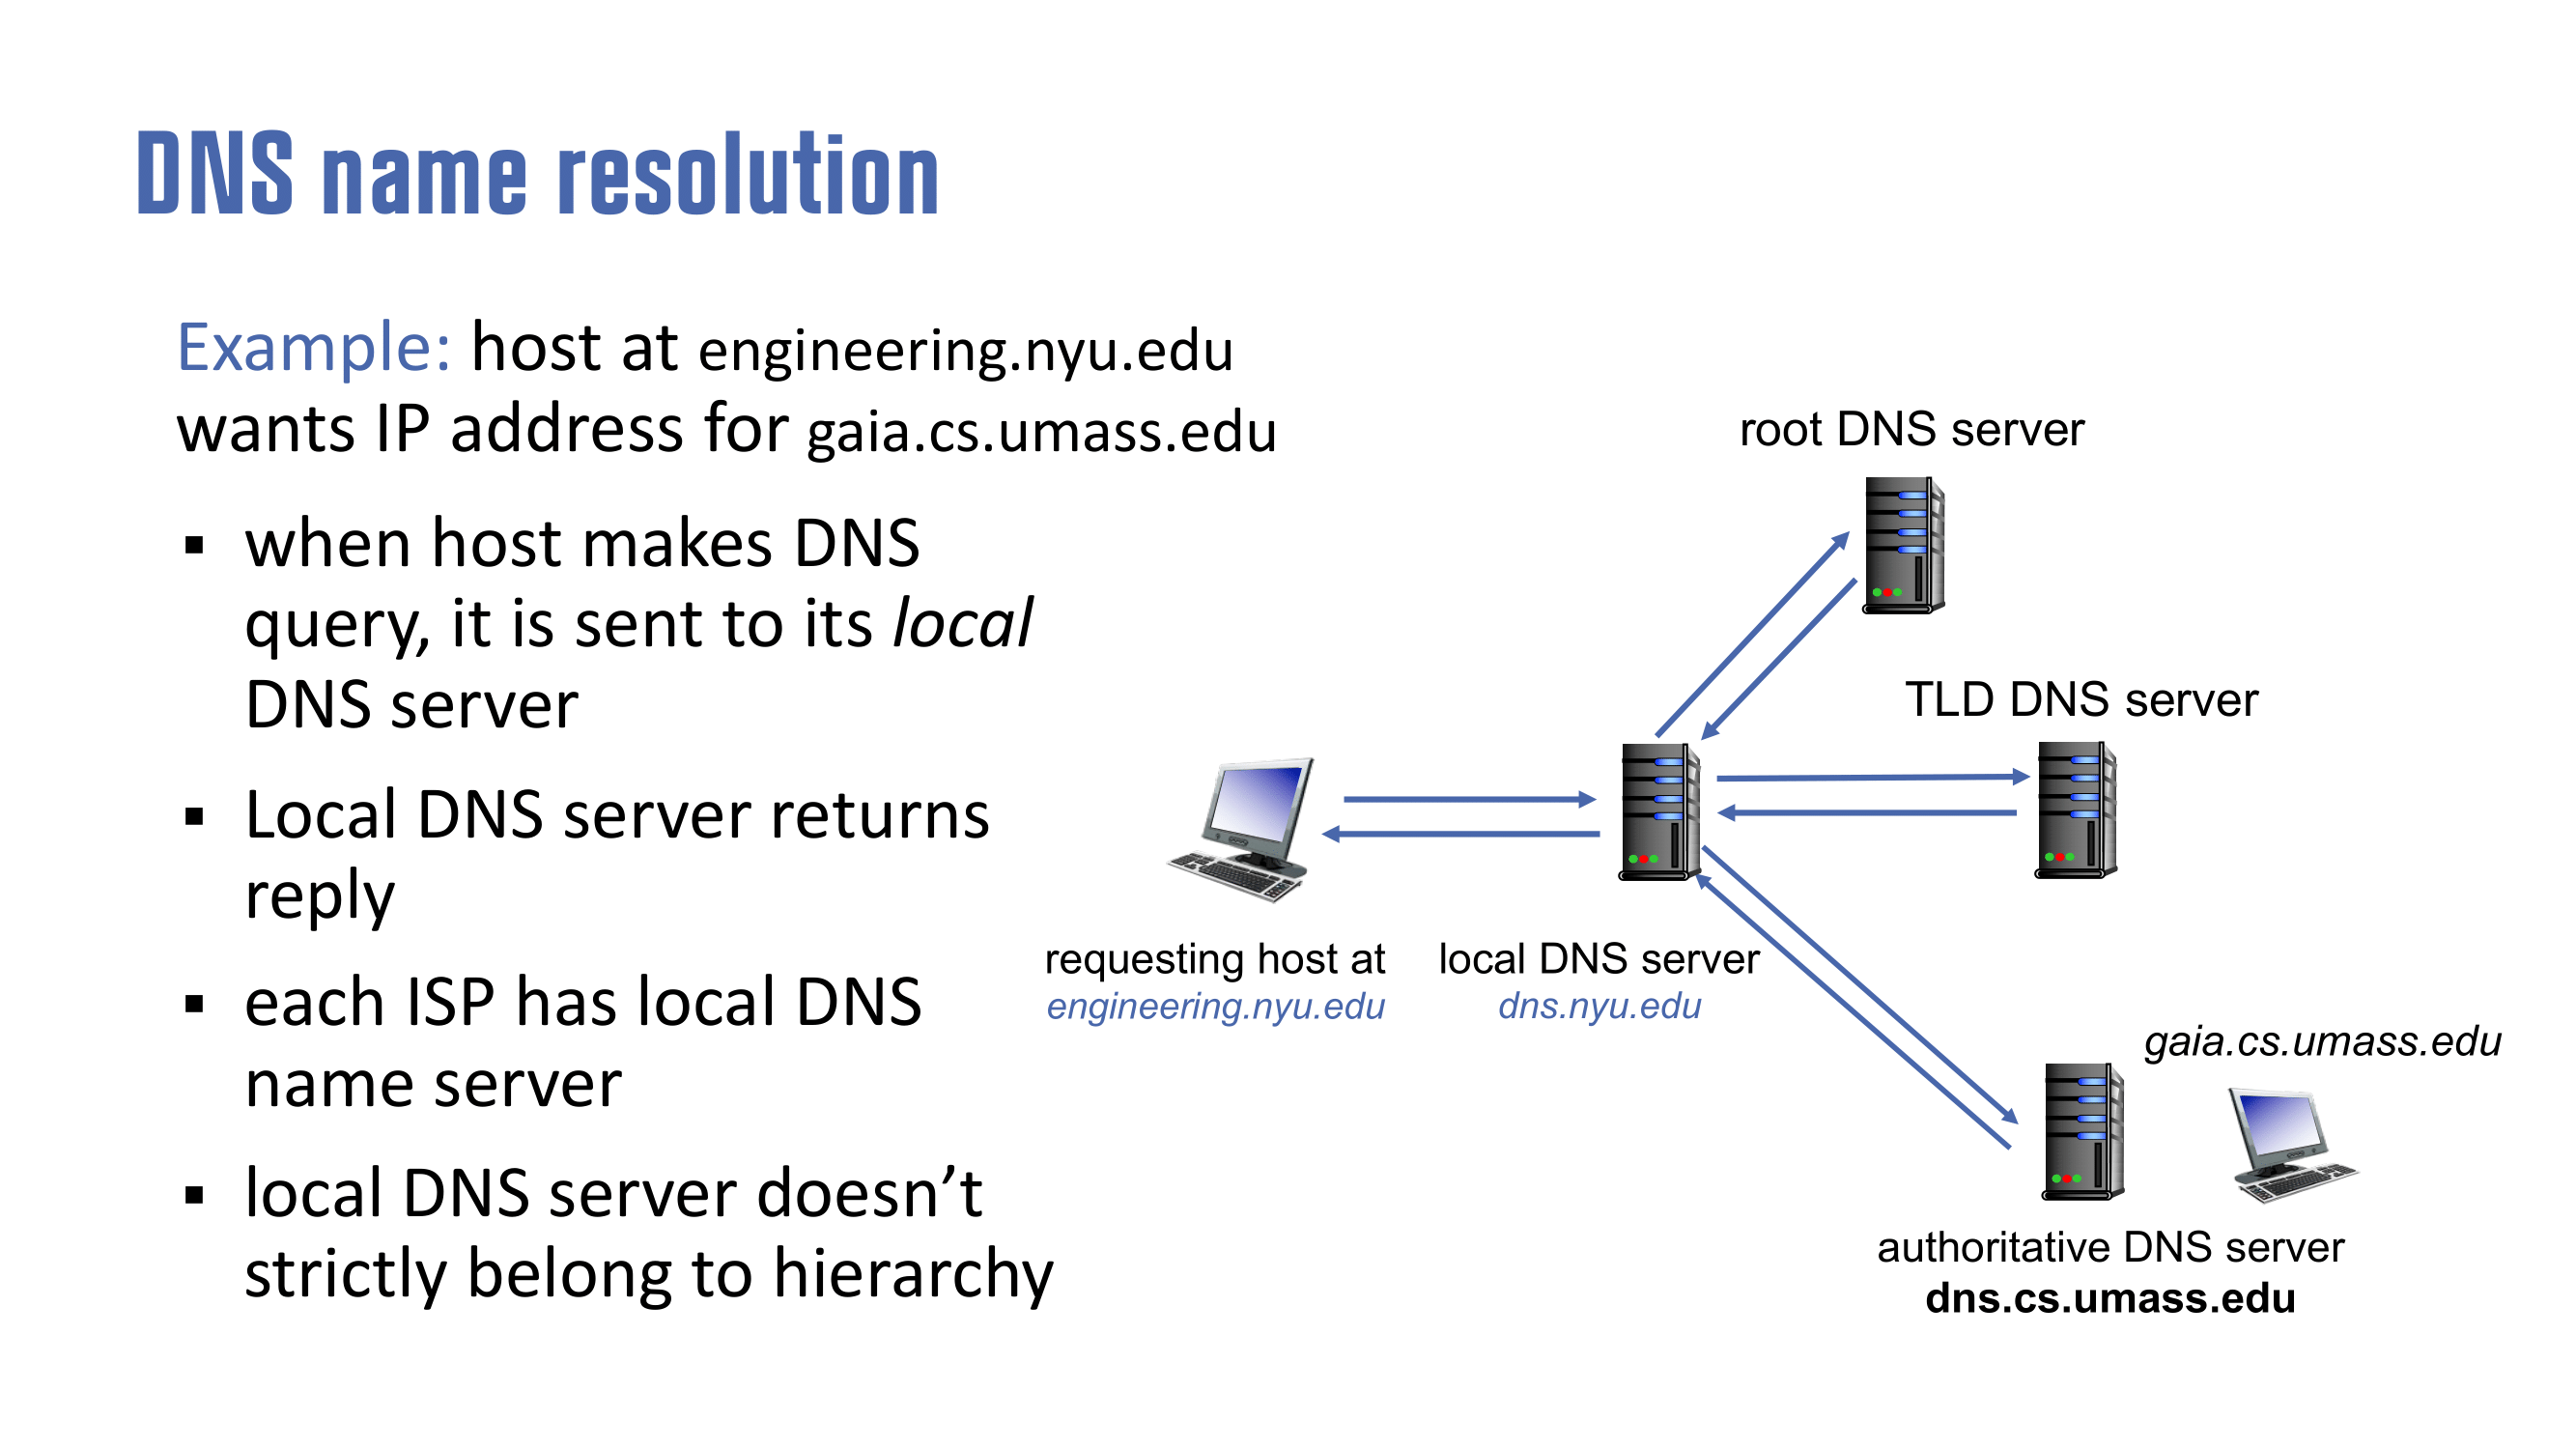 DNS name resolution
Example: host at engineering.nyu.edu
wants IP address for gaia.cs.umass.edu
▪ when host makes DNS
query, it is sent to its local
DNS server
▪ Local DNS server returns
reply
▪ each ISP has local DNS
name server
▪ local DNS server doesn’t
strictly belong to hierarchy
root DNS server
TLD DNS server
requesting host at
engineering.nyu.edu
local DNS server
dns.nyu.edu
gaia.cs.umass.edu
authoritative DNS server
dns.cs.umass.edu